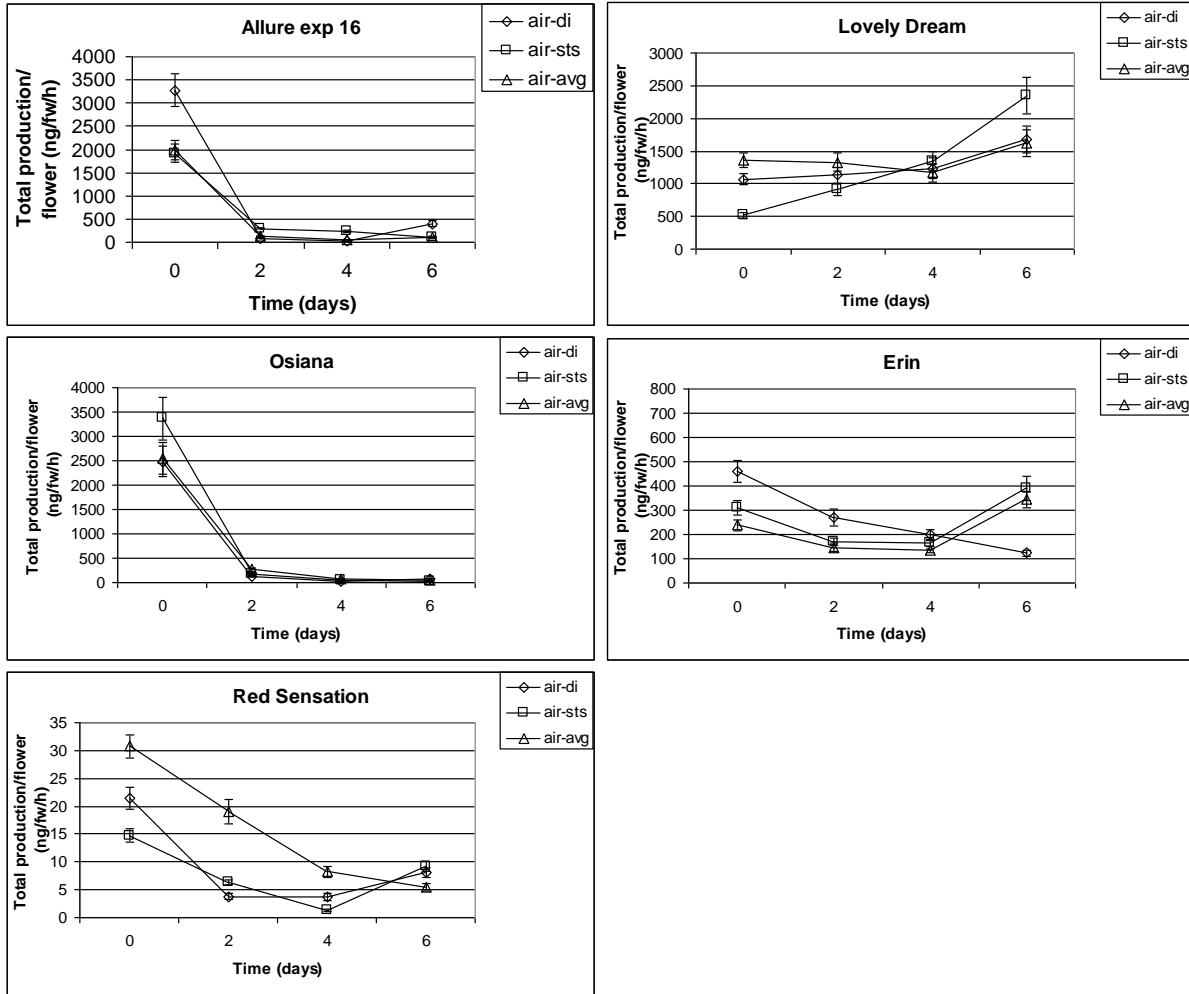 Allure exp 16
air-di
air-sts
air-avg
Total production/
flower (ng/fw/h)
4000
3500
3000
2500
2000
1500
1000
500
0
0 2 4 6
Time (days)
Lovely Dream
air-di
air-sts
air-avg
Total production/flower
(ng/fw/h)
3000
2500
2000
1500
1000
500
0
0 2 4 6
Time (days)
Osiana
air-di
air-sts
air-avg
Total production/flower
(ng/fw/h)
4000
3500
3000
2500
2000
1500
1000
500
0
0 2 4 6
Time (days)
Erin
air-di
air-sts
air-avg
Total production/flower
(ng/fw/h)
800
700
600
500
400
300
200
100
0
0 2 4 6
Time (days)
Red Sensation
air-di
air-sts
air-avg
Total production/flower
(ng/fw/h)
35
30
25
20
15
10
5
0
0 2 4 6
Time (days)